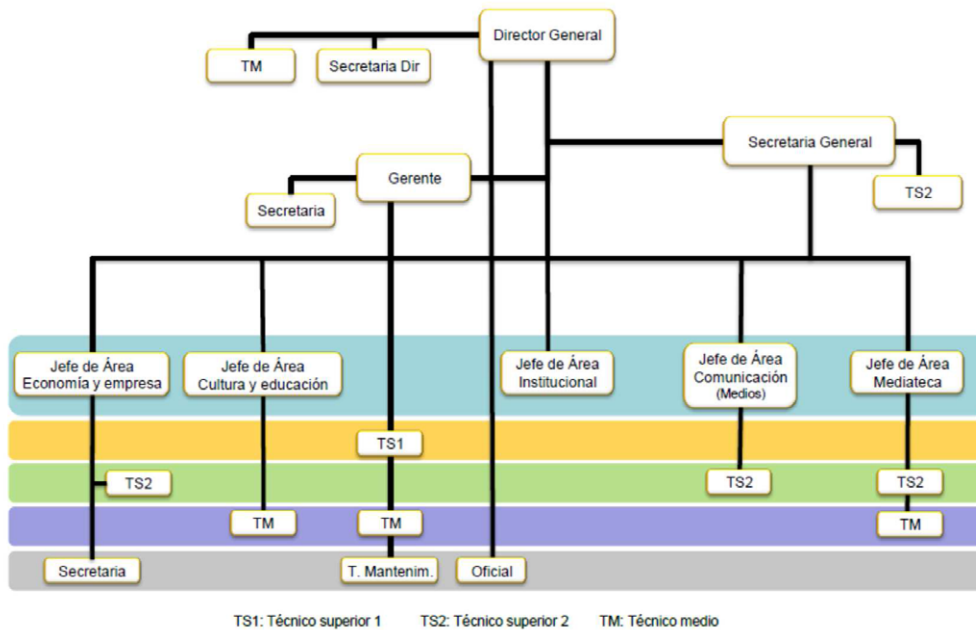 Director General
TM
Secretaria Dir
Secretaria General
Gerente
TS2
Secretaria
Jefe de Área
Economía y empresa
Jefe de Área
Cultura y educación
Jefe de Área
Institucional
Jefe de Área
Comunicación
(Medios)
Jefe de Área
Mediateca
TS1
TS2
TS2
TS2
TM
TM
TM
Secretaria
T. Mantenim.
Oficial
TS1: Técnico superior 1
TS2: Técnico superior 2
TM: Técnico medio